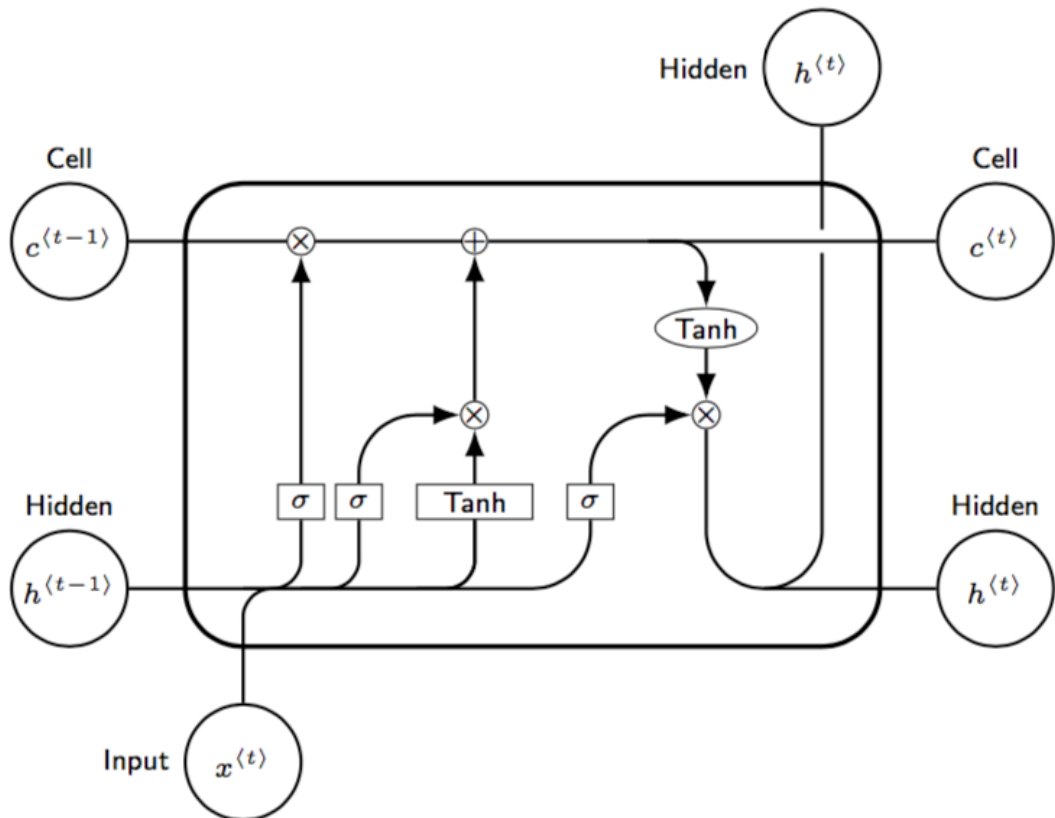 Hidden
h⟨t⟩
Cell
Cell
c⟨t−1⟩
×
+
c⟨t⟩
Tanh
×
×
σ
σ
Tanh
σ
Hidden
Hidden
h⟨t−1⟩
h⟨t⟩
Input
x⟨t⟩